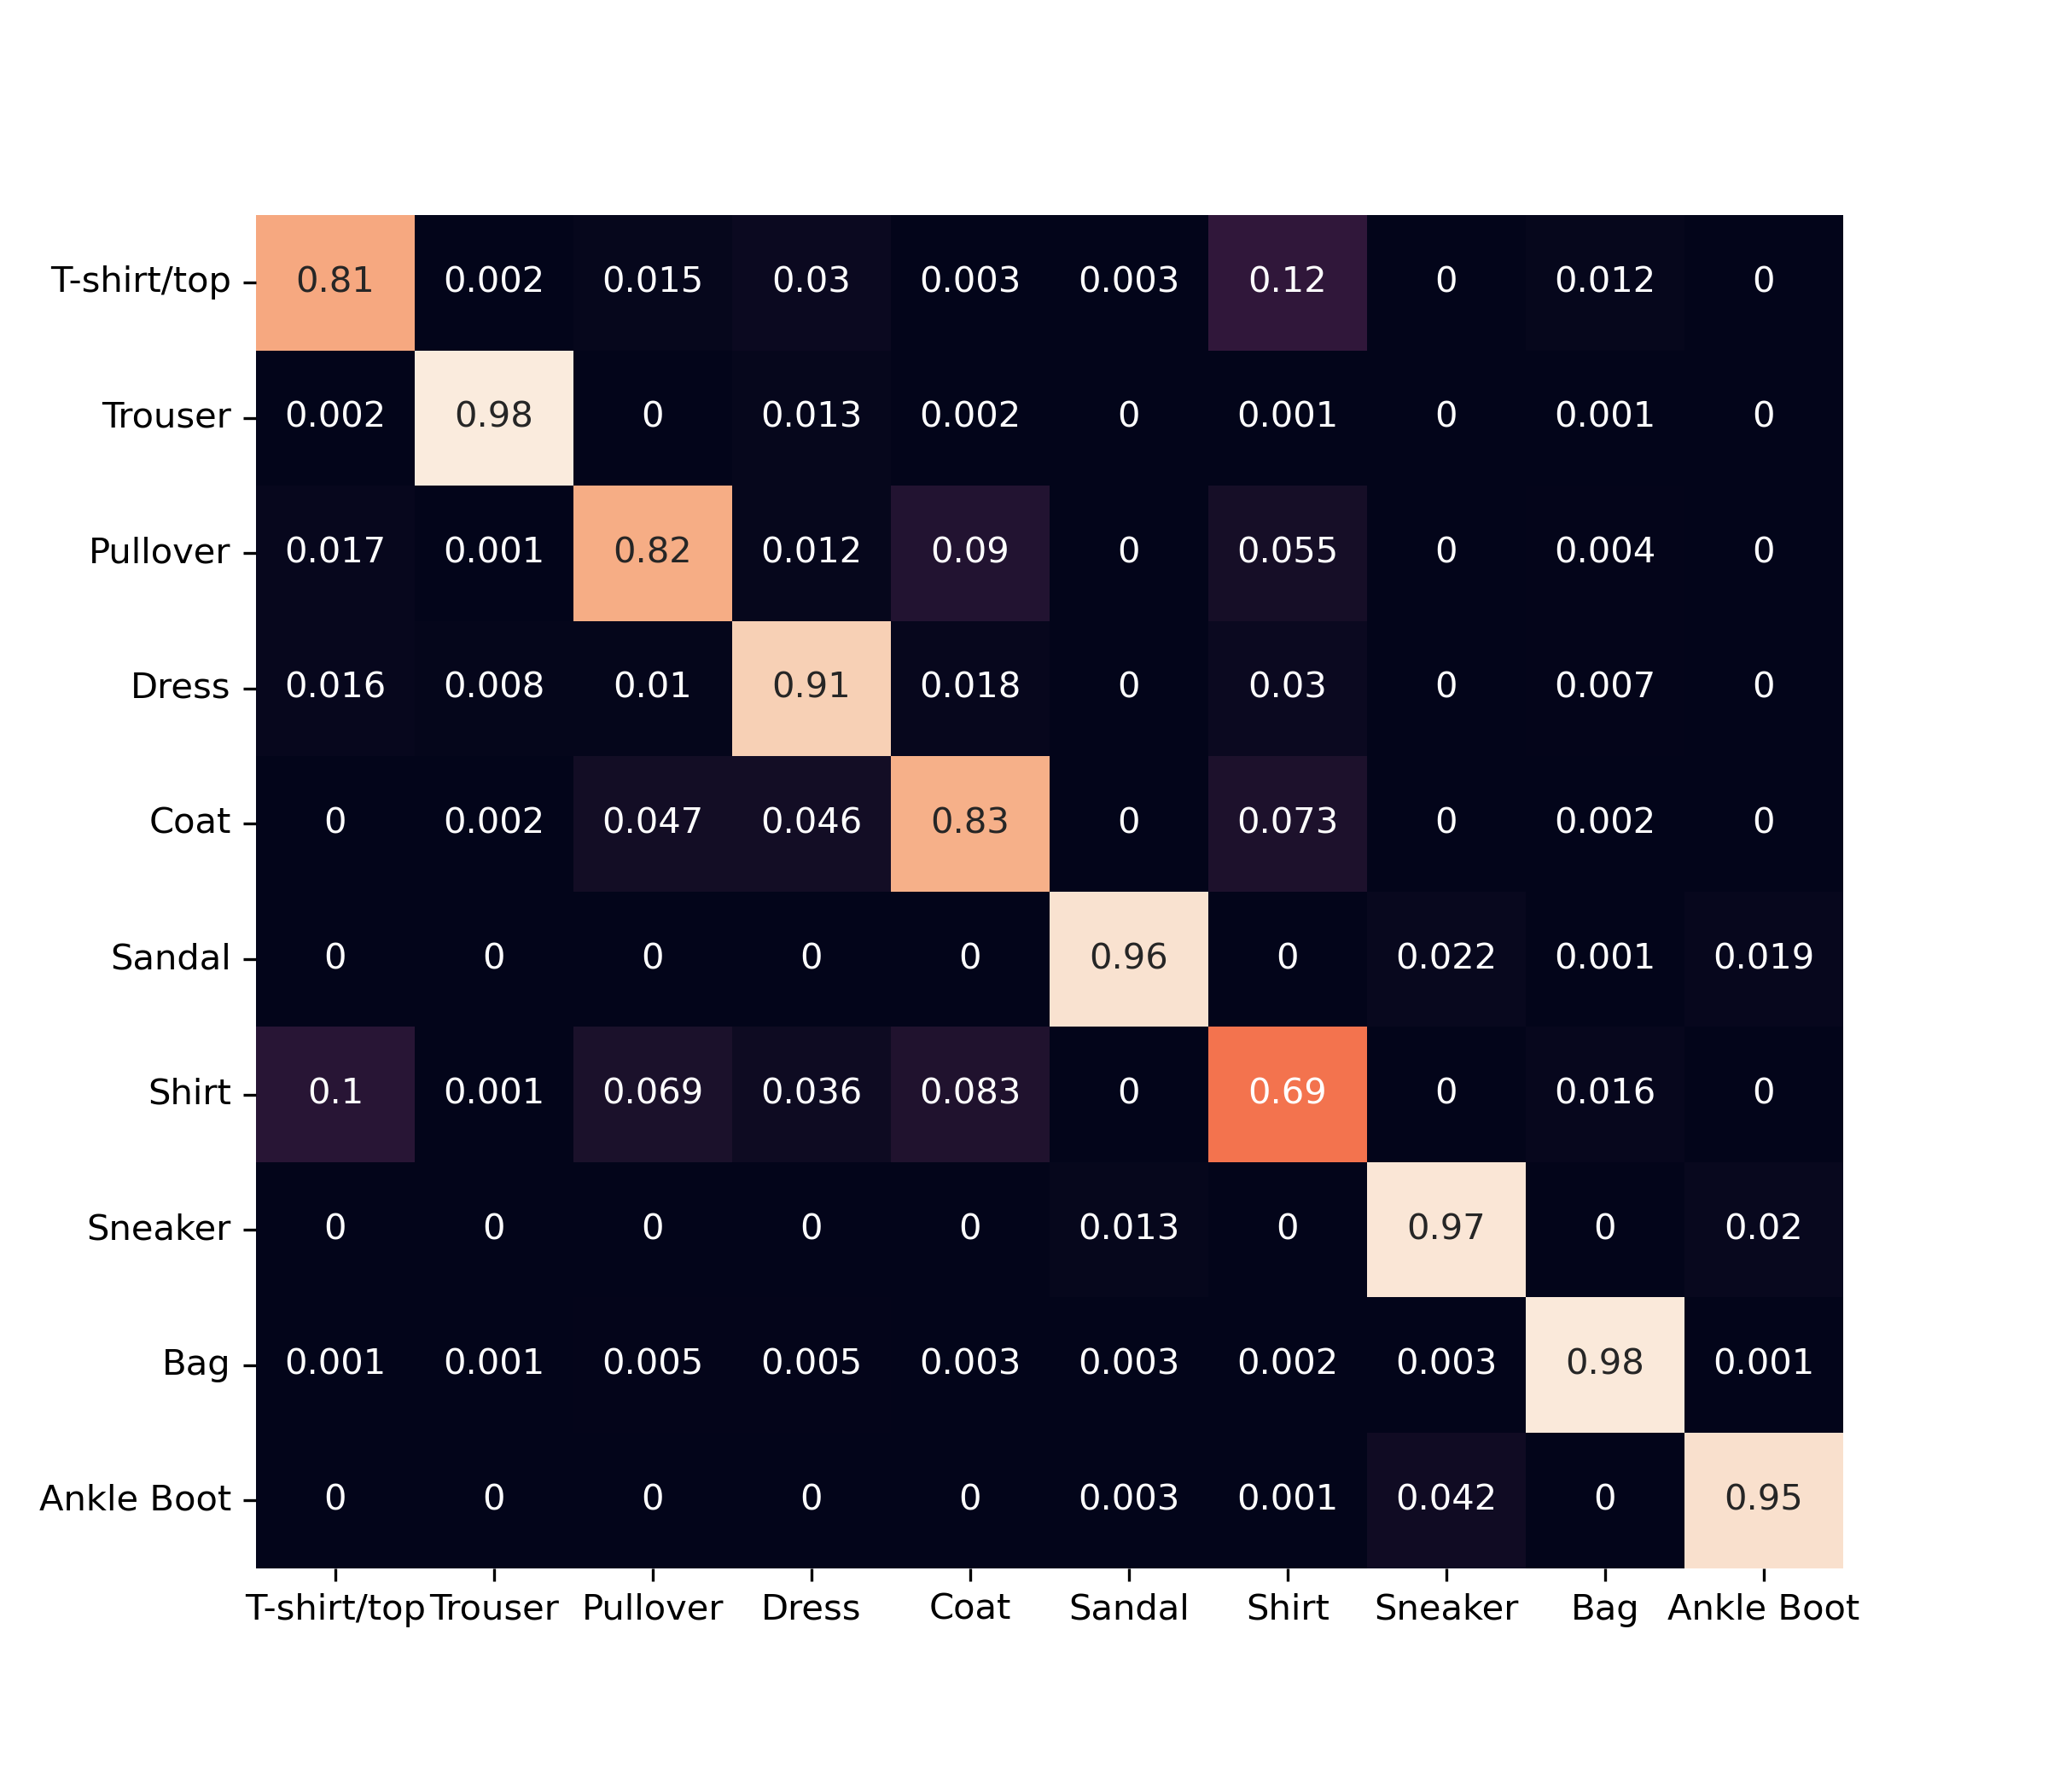 T-shirt/top 0.81 0.002 0.015 0.03 0.003 0.003 0.12 0 0.012 0
Trouser 0.002 0.98 0 0.013 0.002 0 0.001 0 0.001 0
Pullover 0.017 0.001 0.82 0.012 0.09 0 0.055 0 0.004 0
Dress 0.016 0.008 0.01 0.91 0.018 0 0.03 0 0.007 0
Coat 0 0.002 0.047 0.046 0.83 0 0.073 0 0.002 0
Sandal 0 0 0 0 0 0.96 0 0.022 0.001 0.019
Shirt 0.1 0.001 0.069 0.036 0.083 0 0.69 0 0.016 0
Sneaker 0 0 0 0 0 0.013 0 0.97 0 0.02
Bag 0.001 0.001 0.005 0.005 0.003 0.003 0.002 0.003 0.98 0.001
Ankle Boot 0 0 0 0 0 0.003 0.001 0.042 0 0.95
T-shirt/top Trouser Pullover Dress Coat Sandal Shirt Sneaker Bag Ankle Boot